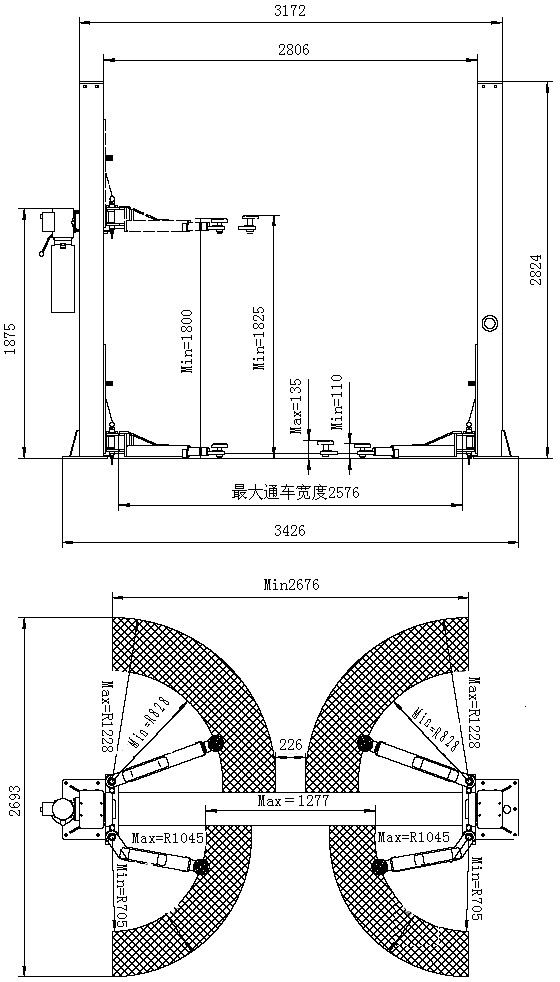 3172
2806
2824
1875
Min=1800
Min=1825
Max=135
Min=110
最大通车宽度2576
3426
Min2676
Max=R1228
Min=R828
Min=R828
Max=R1228
226
2693
Max=1277
Max=R1045
Max=R1045
Min=R705
Min=R705